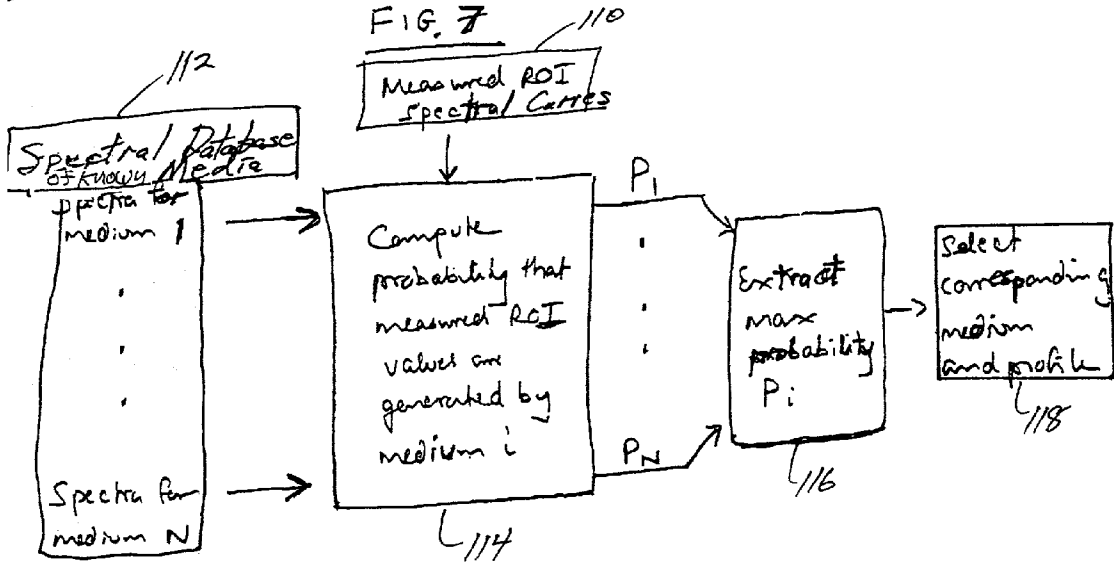 FIG. 7
110
112
Measured ROI
Spectral Curves
Spectral Database
of known Media
Spectra for
medium 1
Spectra for
medium N
Compute
probability that
measured ROI
values are
generated by
medium i
114
P1
PN
Extract
max
probability
Pi
116
Select
corresponding
medium
and profile
118